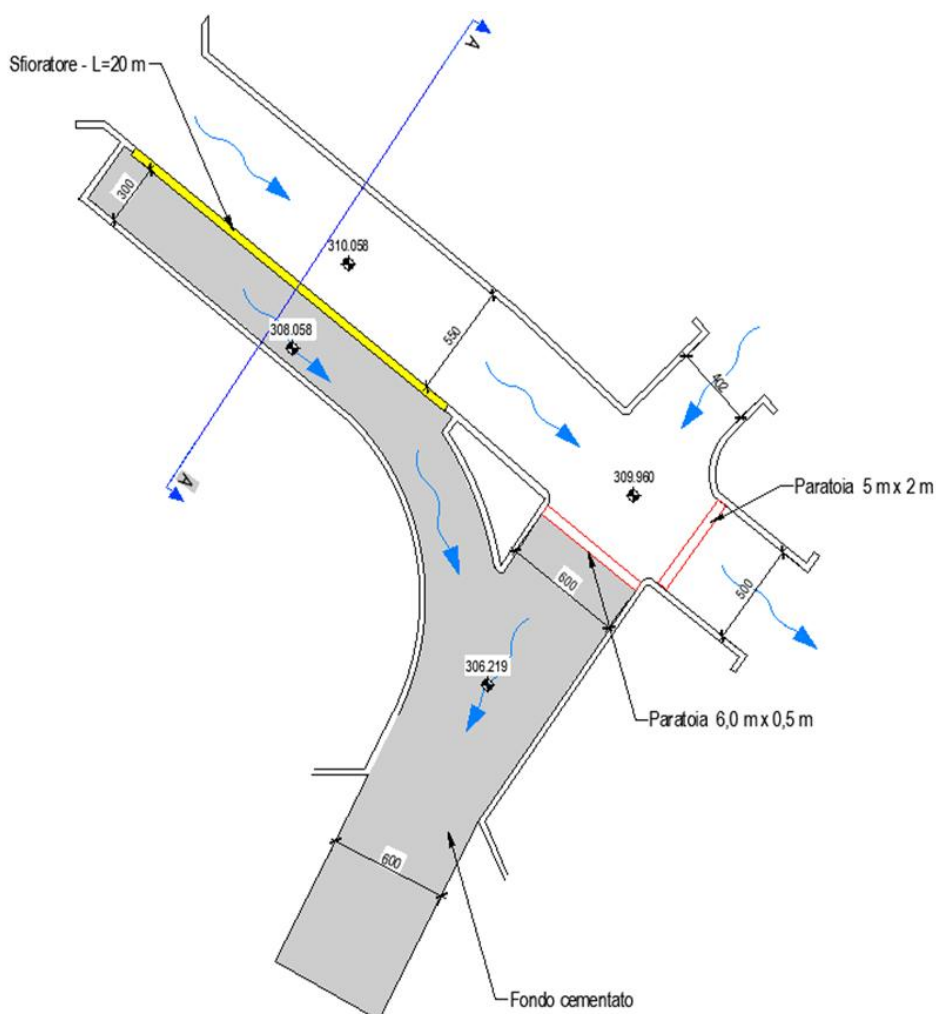 A
Sfioratore - L=20 m
300
310.058
308.058
550
402
309.960
Paratoia 5 m x 2 m
A
600
500
306.219
Paratoia 6,0 m x 0,5 m
600
Fondo cementato